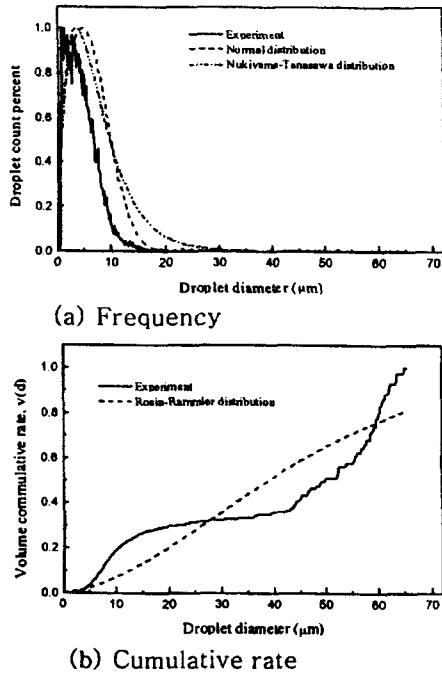 Experiment
Normal distribution
Nukiyama-Tanasawa distribution
Droplet count percent
1.0
0.8
0.6
0.4
0.2
0.0
0 10 20 30 40 50 60 70
Droplet diameter (μm)
(a) Frequency
Experiment
Rosin-Rammler distribution
Volume commulative rate, v(d)
1.0
0.8
0.6
0.4
0.2
0.0
0 10 20 30 40 50 60 70
Droplet diameter (μm)
(b) Cumulative rate